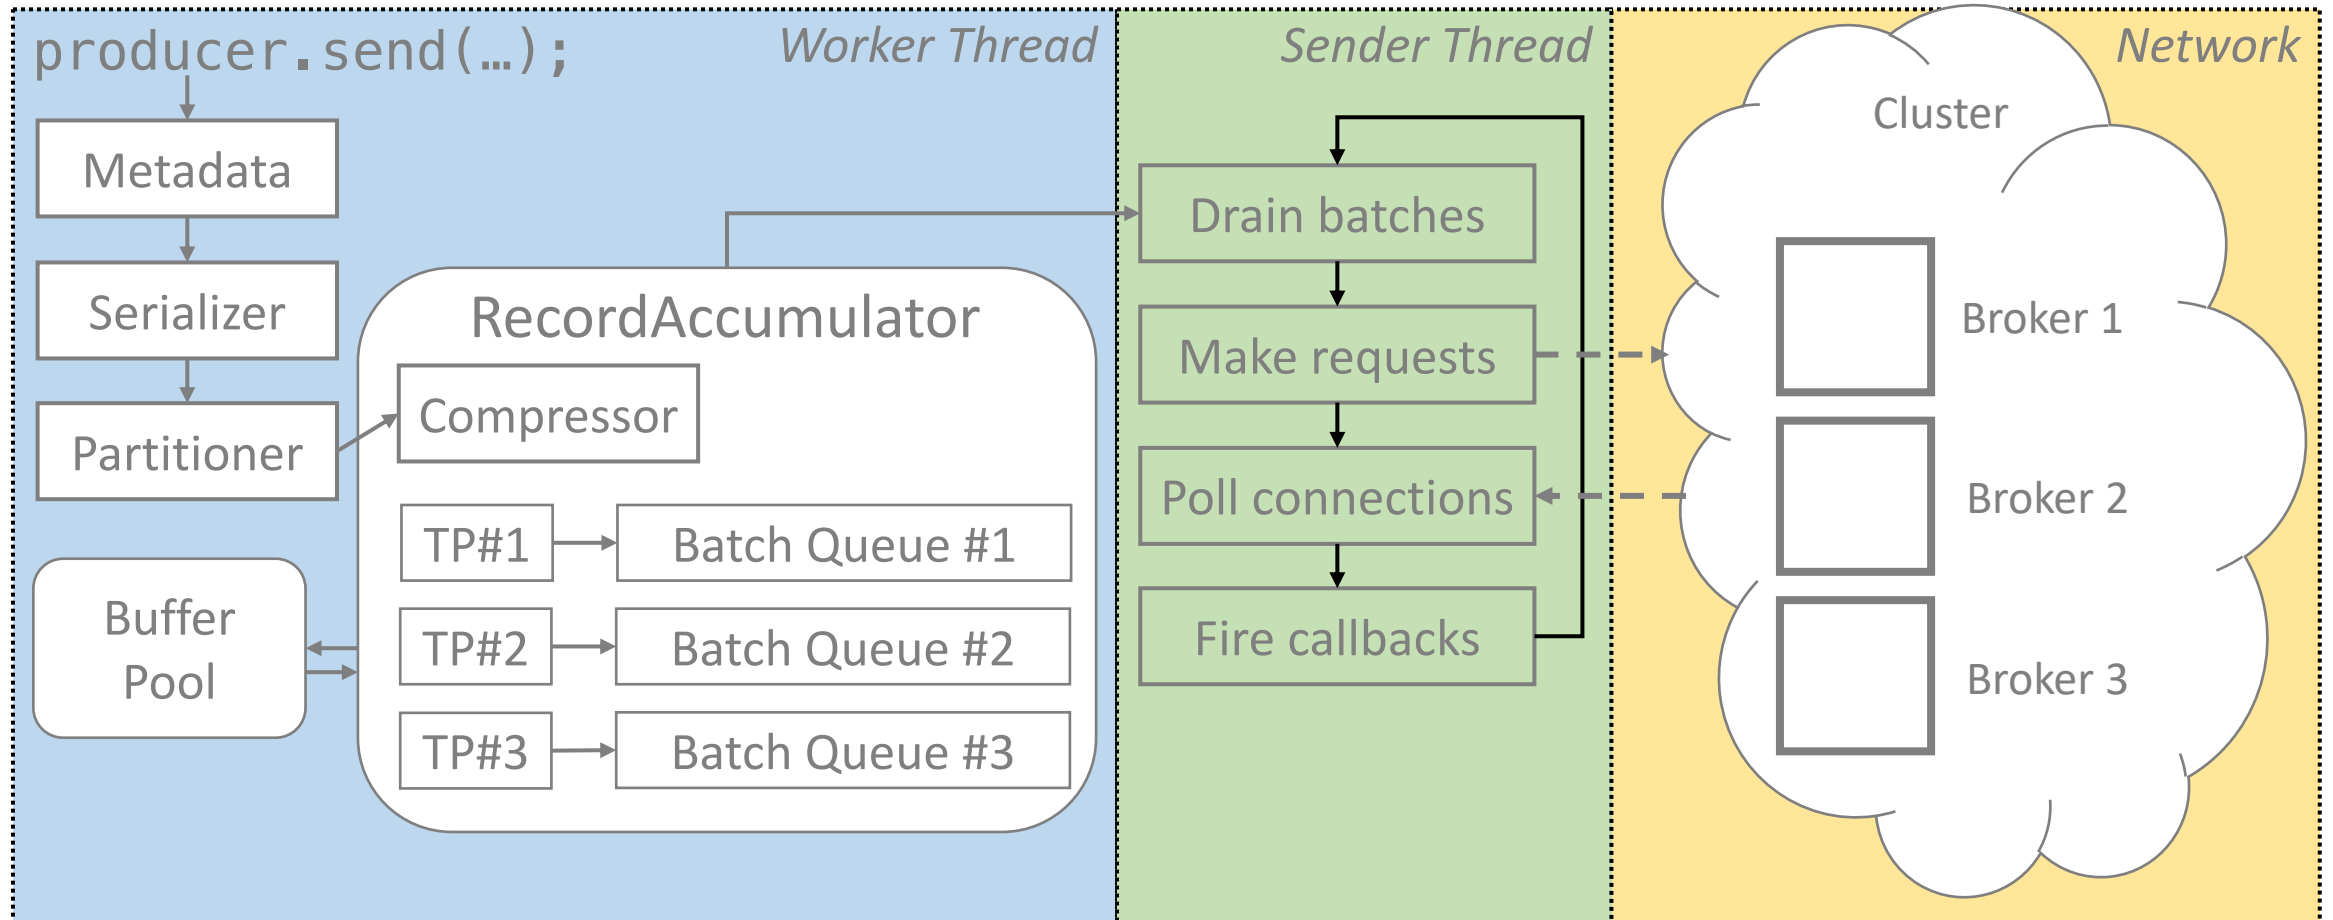 producer.send(…);
Worker Thread
Metadata
Serializer
Partitioner
Buffer
Pool
RecordAccumulator
Compressor
TP#1
Batch Queue #1
TP#2
Batch Queue #2
TP#3
Batch Queue #3
Sender Thread
Drain batches
Make requests
Poll connections
Fire callbacks
Network
Cluster
Broker 1
Broker 2
Broker 3